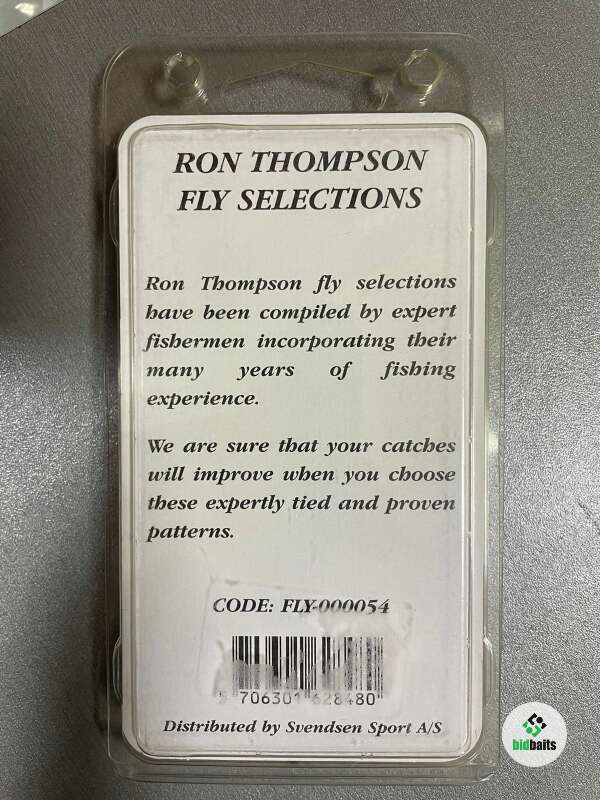 RON THOMPSON
FLY SELECTIONS
Ron Thompson fly selections
have been compiled by expert
fishermen incorporating their
many years of fishing
experience.
We are sure that your catches
will improve when you choose
these expertly tied and proven
patterns.
CODE: FLY-000054
5 706301 628480
Distributed by Svendsen Sport A/S
bidbaits